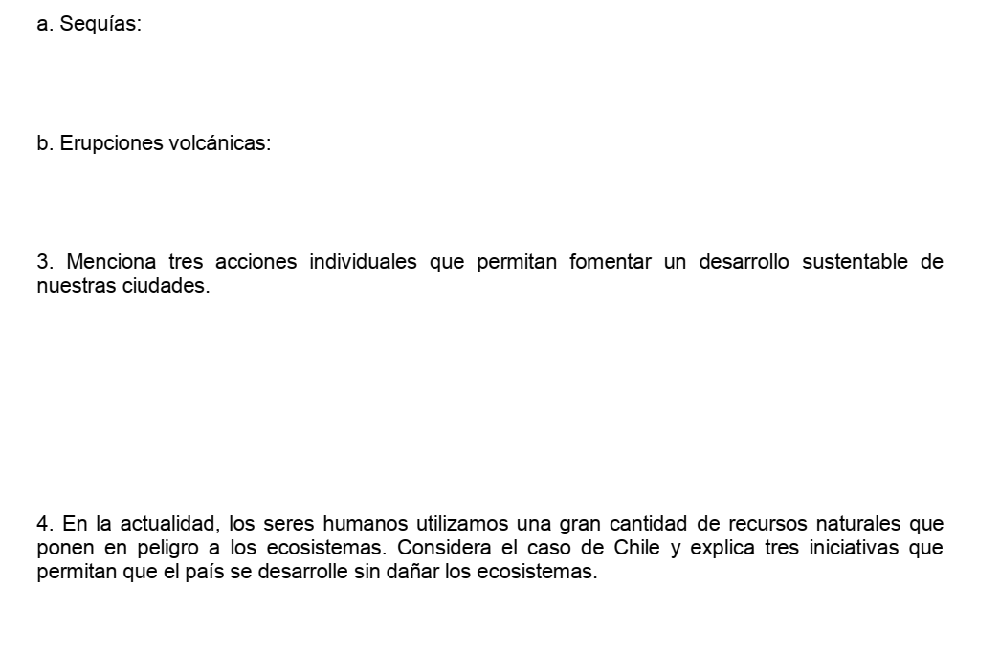 a. Sequías:
b. Erupciones volcánicas:
3. Menciona tres acciones individuales que permitan fomentar un desarrollo sustentable de
nuestras ciudades.
4. En la actualidad, los seres humanos utilizamos una gran cantidad de recursos naturales que
ponen en peligro a los ecosistemas. Considera el caso de Chile y explica tres iniciativas que
permitan que el país se desarrolle sin dañar los ecosistemas.